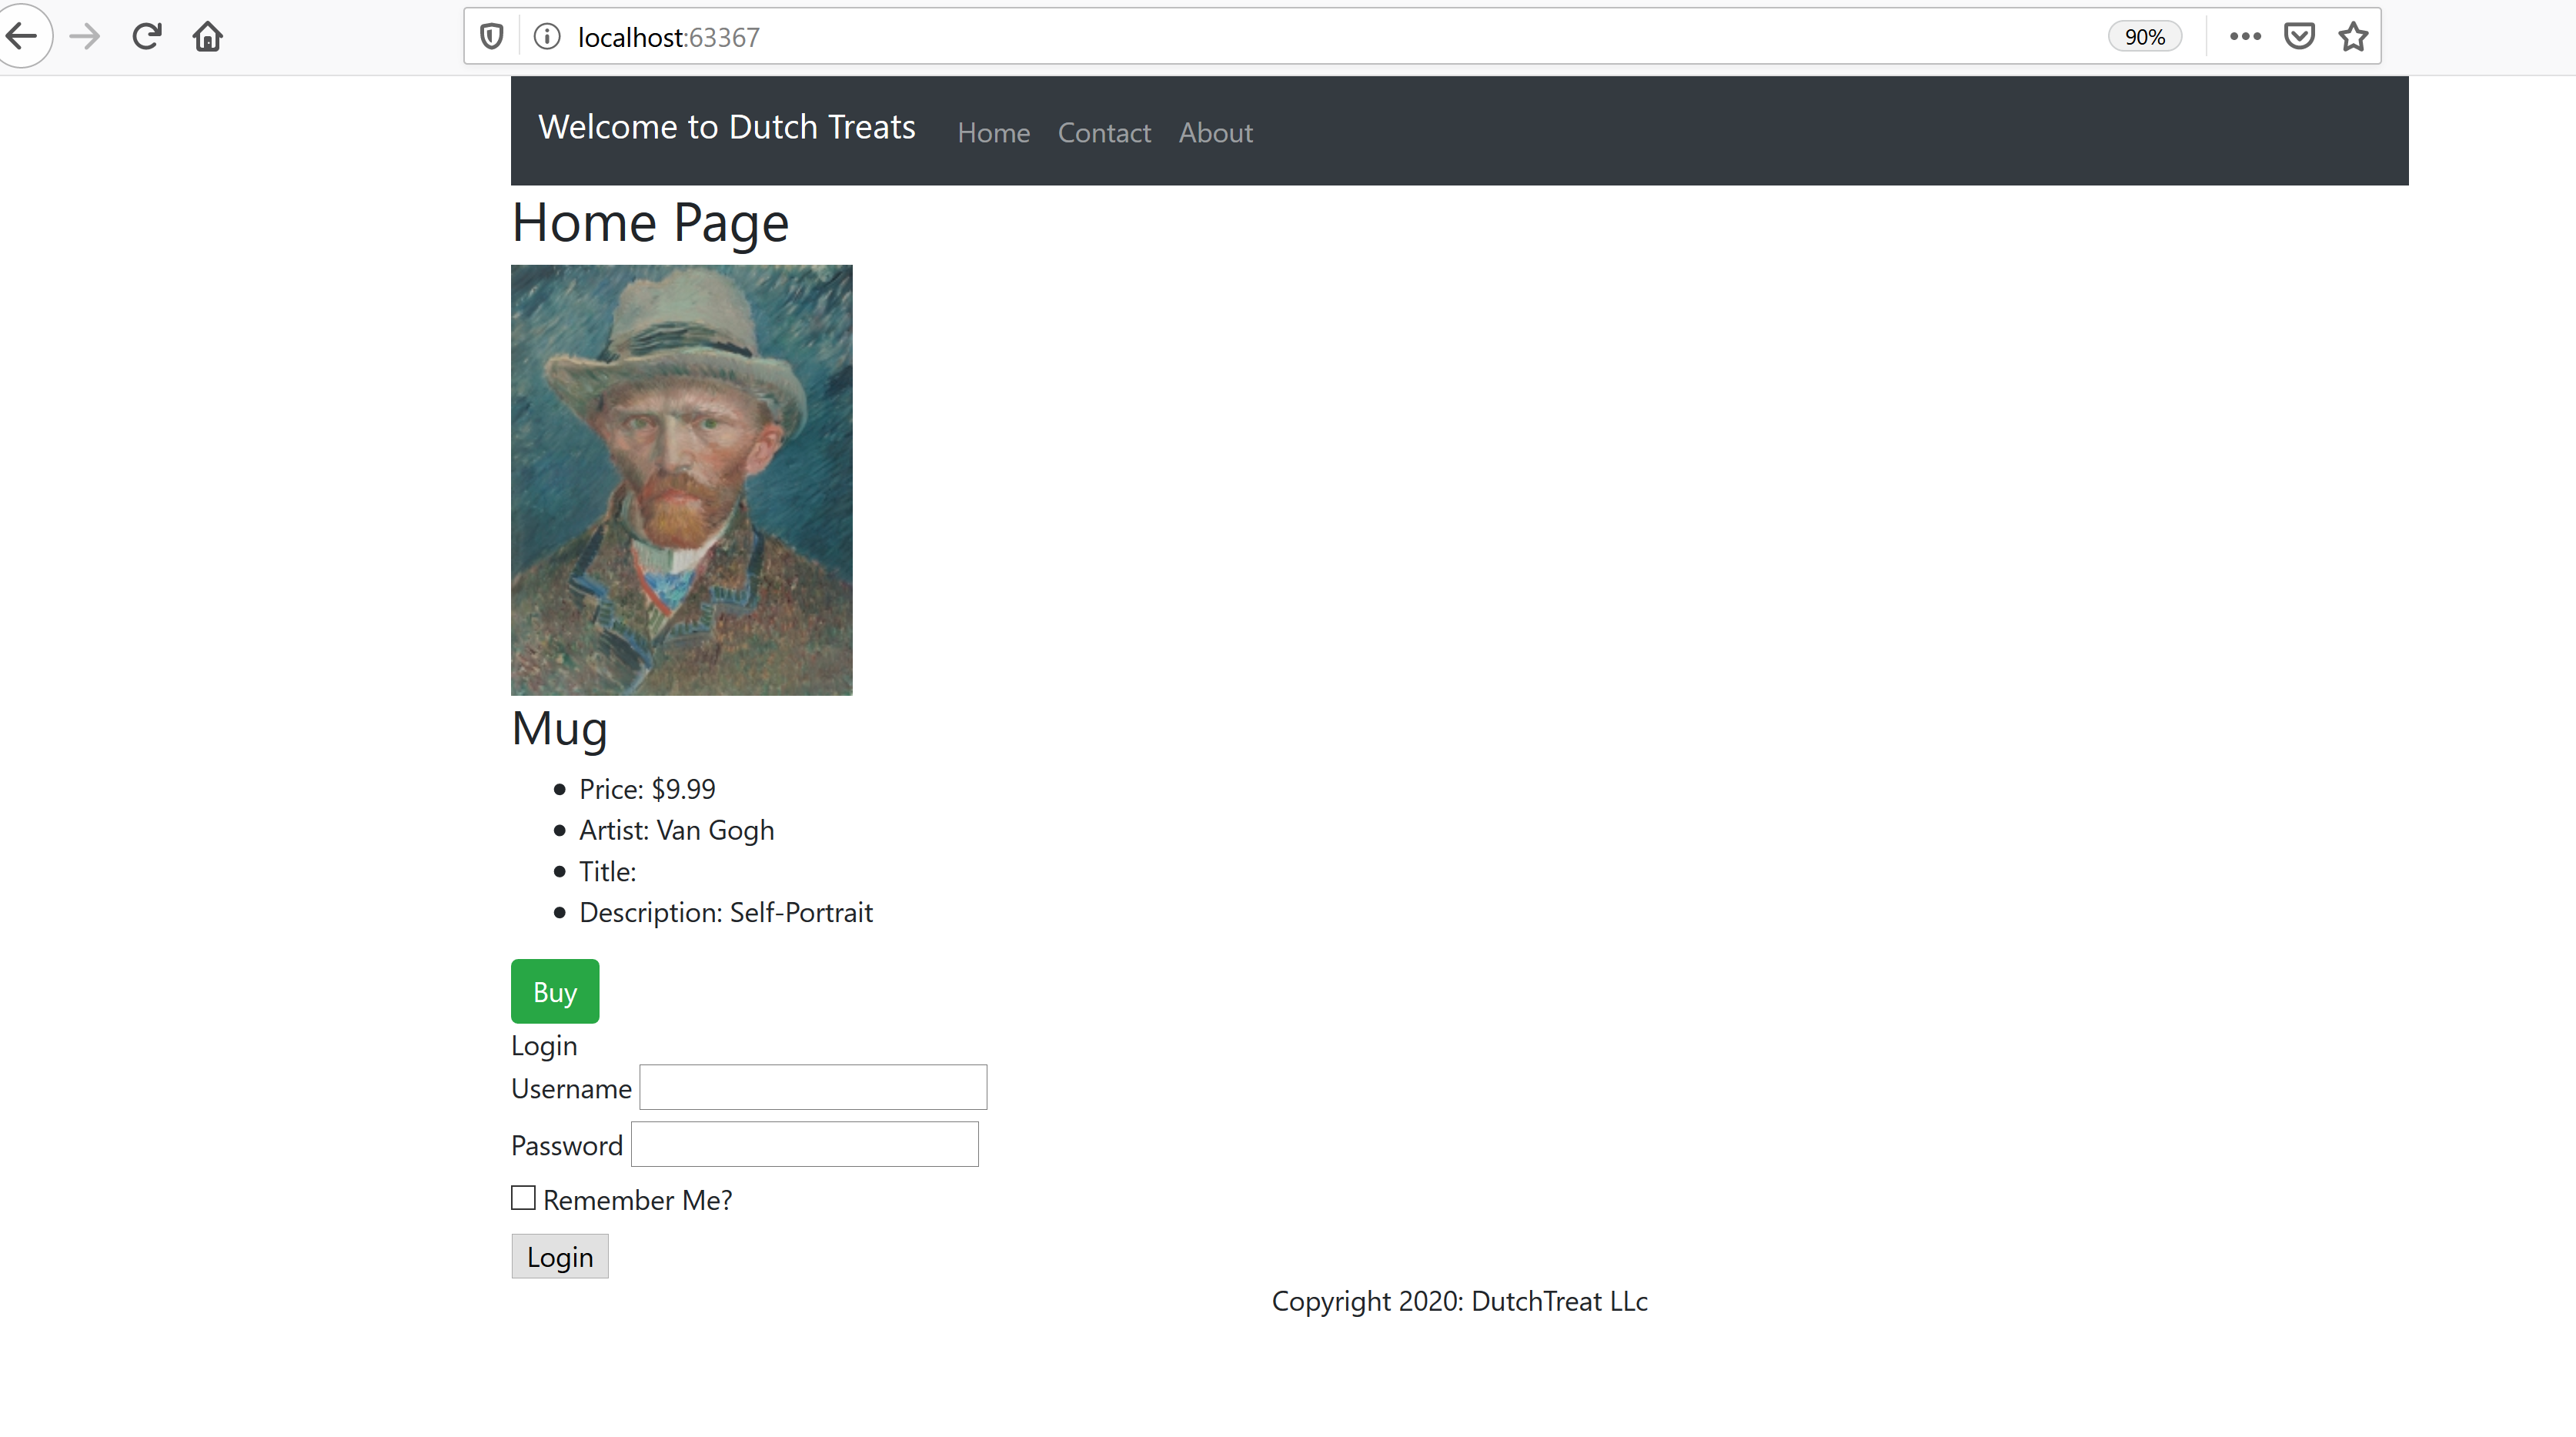 localhost:63367
90%
Welcome to Dutch Treats Home Contact About
Home Page
Mug
Price: $9.99
Artist: Van Gogh
Title:
Description: Self-Portrait
Buy
Login
Username
Password
Remember Me?
Login
Copyright 2020: DutchTreat LLc